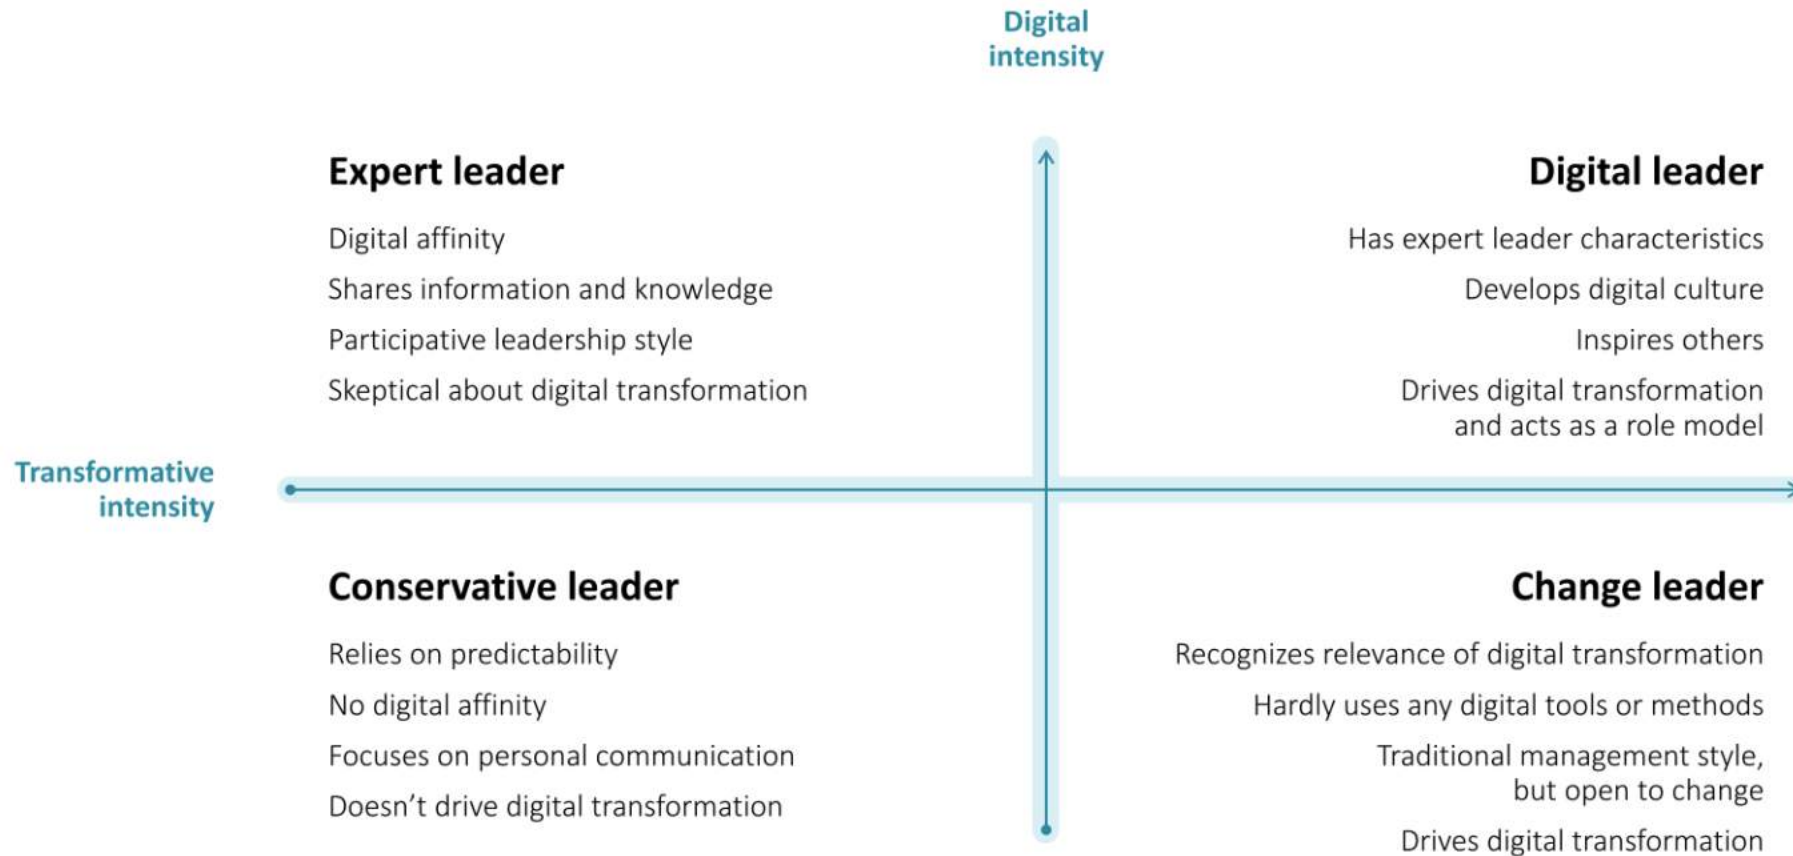 Digital
intensity
Expert leader
Digital affinity
Shares information and knowledge
Participative leadership style
Skeptical about digital transformation
Digital leader
Has expert leader characteristics
Develops digital culture
Inspires others
Drives digital transformation
and acts as a role model
Transformative
intensity
Conservative leader
Relies on predictability
No digital affinity
Focuses on personal communication
Doesn’t drive digital transformation
Change leader
Recognizes relevance of digital transformation
Hardly uses any digital tools or methods
Traditional management style,
but open to change
Drives digital transformation